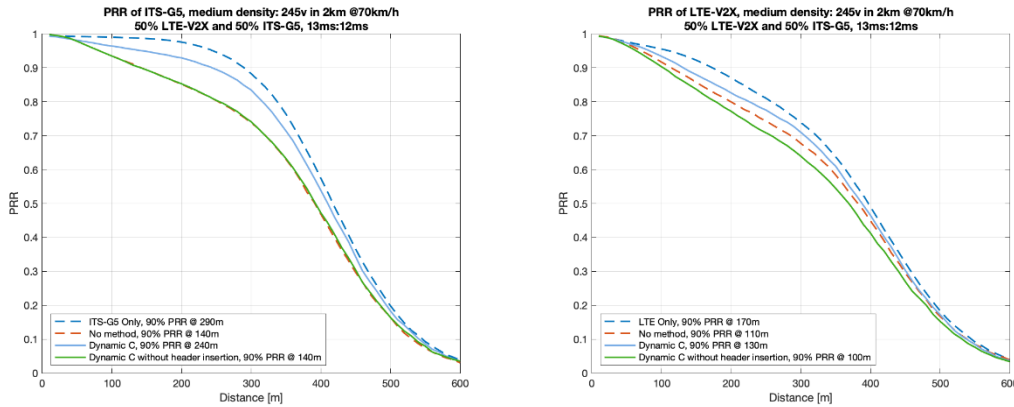 PRR of ITS-G5, medium density: 245v in 2km @70km/h
50% LTE-V2X and 50% ITS-G5, 13ms:12ms
1
0.9
0.8
0.7
0.6
0.5
0.4
0.3
0.2
0.1
0
PRR
ITS-G5 Only, 90% PRR @ 290m
No method, 90% PRR @ 140m
Dynamic C, 90% PRR @ 240m
Dynamic C without header insertion, 90% PRR @ 140m
0 100 200 300 400 500 600
Distance [m]
PRR of LTE-V2X, medium density: 245v in 2km @70km/h
50% LTE-V2X and 50% ITS-G5, 13ms:12ms
1
0.9
0.8
0.7
0.6
0.5
0.4
0.3
0.2
0.1
0
PRR
LTE Only, 90% PRR @ 170m
No method, 90% PRR @ 110m
Dynamic C, 90% PRR @ 130m
Dynamic C without header insertion, 90% PRR @ 100m
0 100 200 300 400 500 600
Distance [m]